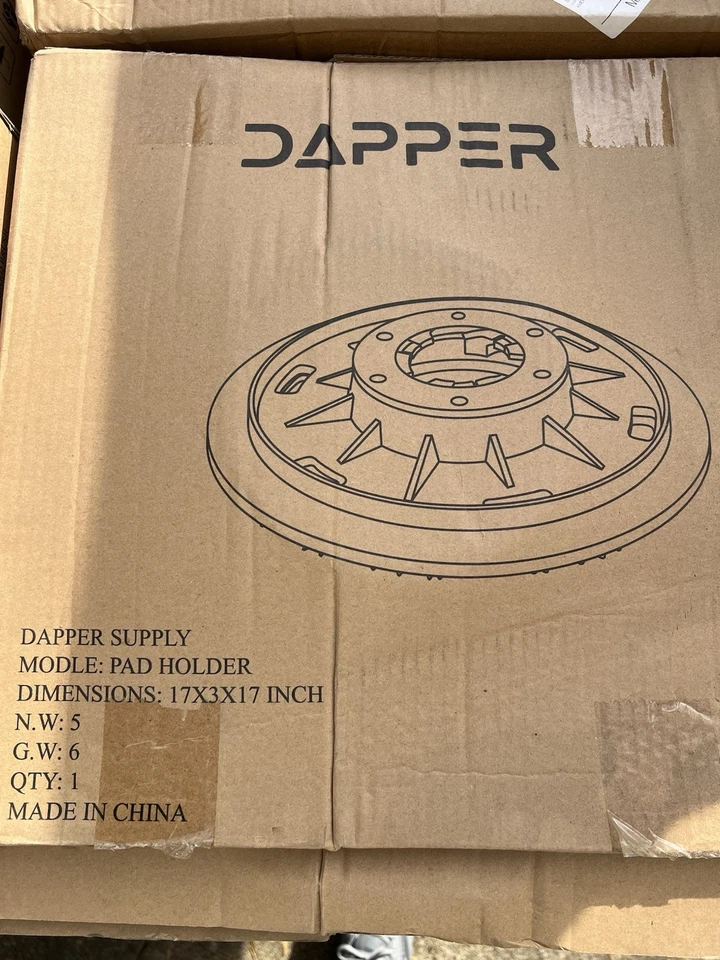 DAPPER
DAPPER SUPPLY
MODLE: PAD HOLDER
DIMENSIONS: 17X3X17 INCH
N.W: 5
G.W: 6
QTY: 1
MADE IN CHINA